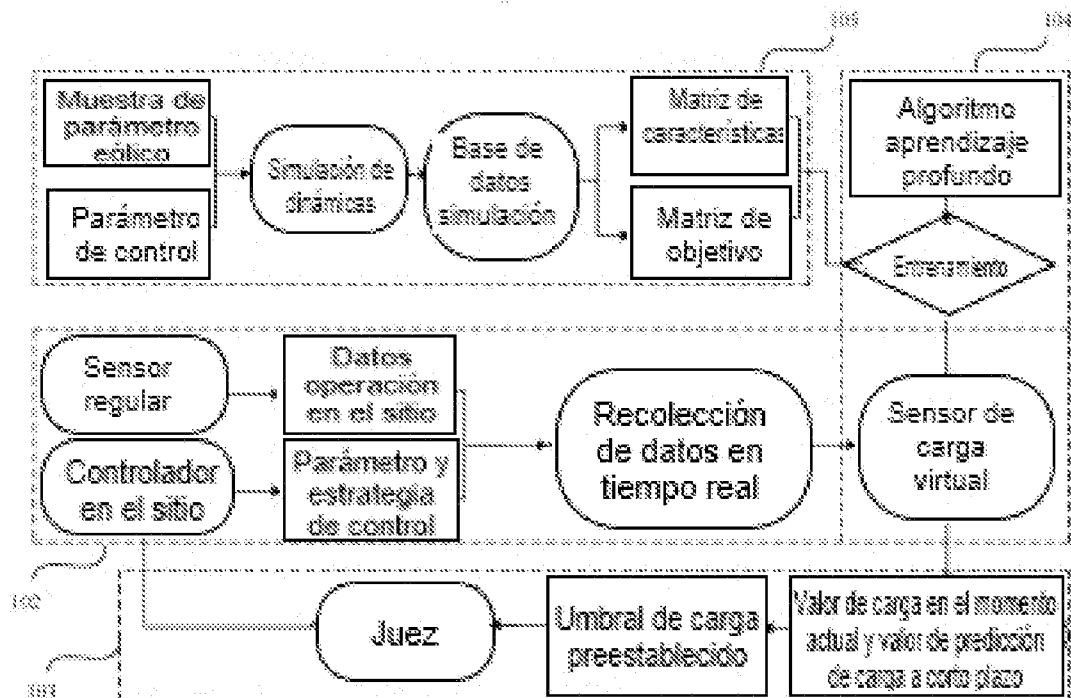 104
Muestra de
parámetro
eólico
Parámetro
de control
Simulación de
dinámicas
Base de
datos
simulación
Matriz de
características
Matriz de
objetivo
Algoritmo
aprendizaje
profundo
Entrenamiento
Sensor
regular
Controlador
en el sitio
Datos
operación
en el sitio
Parámetro y
estrategia
de control
Recolección
de datos en
tiempo real
Sensor de
carga
virtual
102
Juez
Umbral de carga
preestablecido
Valor de carga en el momento
actual y valor de predicción
de carga a corto plazo